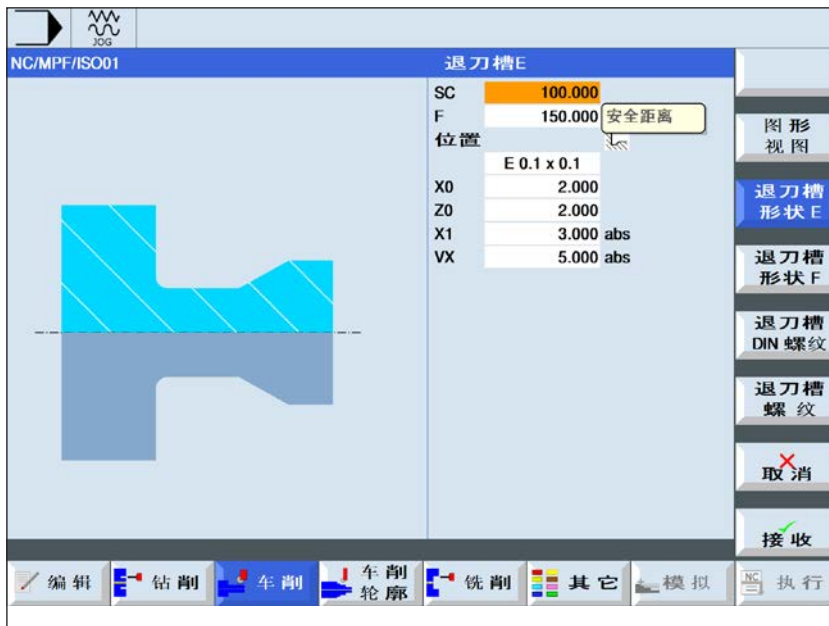 JOG
NC/MPF/ISO01
退刀槽E
SC 100.000
F 150.000
安全距离
位置
E 0.1 x 0.1
X0 2.000
Z0 2.000
X1 3.000 abs
VX 5.000 abs
图形
视图
退刀槽
形状 E
退刀槽
形状 F
退刀槽
DIN 螺纹
退刀槽
螺纹
取消
接收
编辑
钻削
车削
车削
轮廓
铣削
其它
模拟
NC
执行